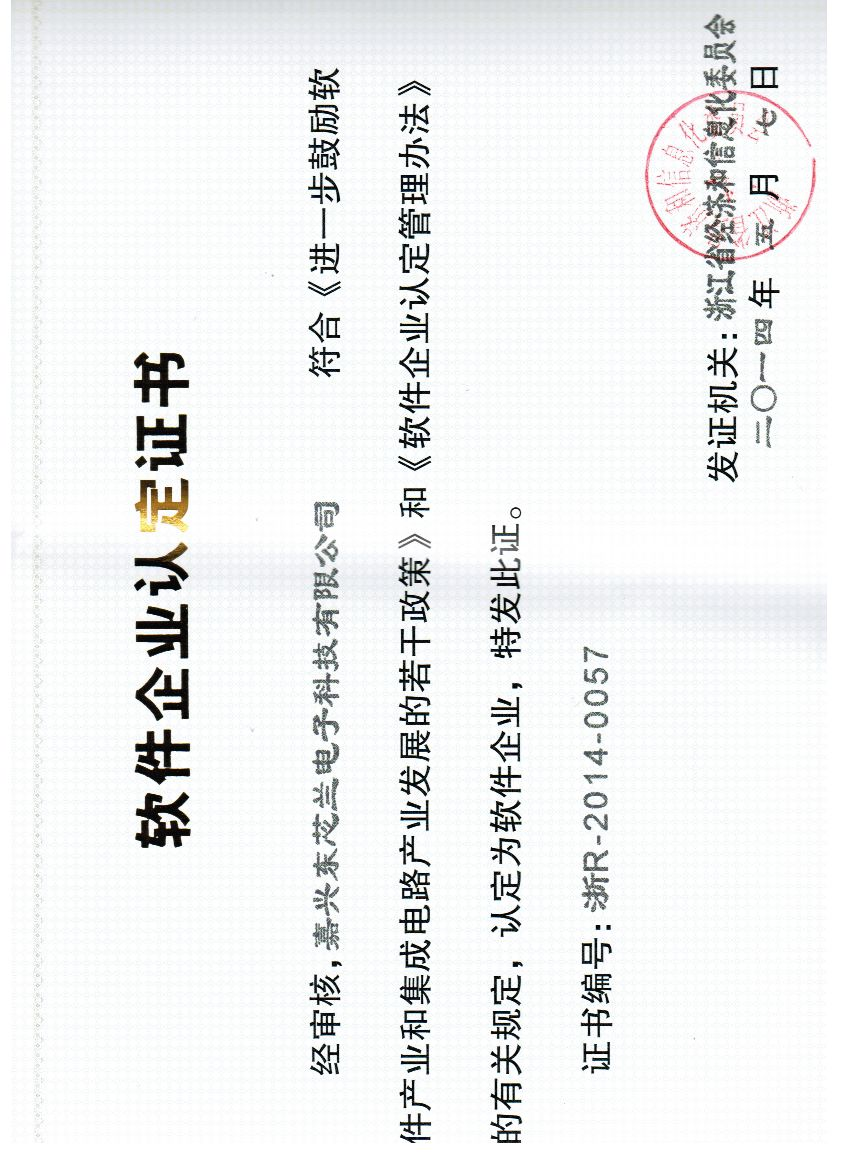 软件企业认定证书
经审核，嘉兴东芯兰电子科技有限公司 符合《进一步鼓励软
件产业和集成电路产业发展的若干政策》和《软件企业认定管理办法》
的有关规定，认定为软件企业，特发此证。
证书编号：浙R-2014-0057
发证机关：浙江省经济和信息化委员会
二〇一四年五月七日